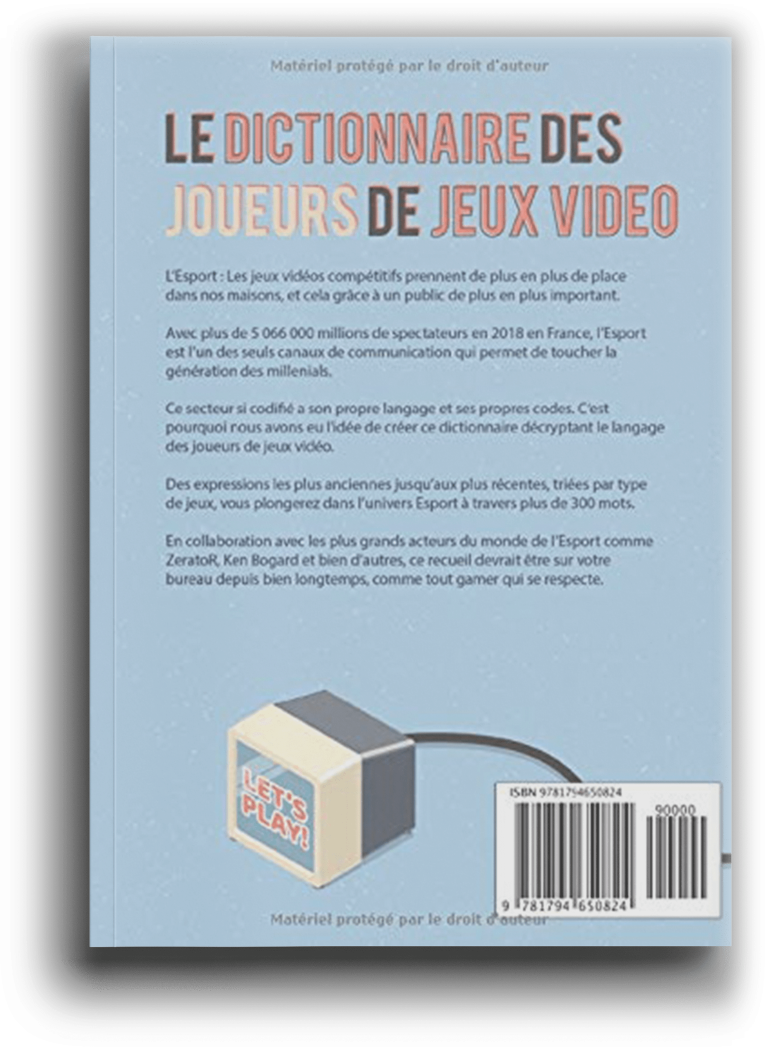 Matériel protégé par le droit d'auteur
LE DICTIONNAIRE DES
JOUEURS DE JEUX VIDEO
L'Esport : Les jeux vidéos compétitifs prennent de plus en plus de place
dans nos maisons, et cela grâce à un public de plus en plus important.
Avec plus de 5 066 000 millions de spectateurs en 2018 en France, l'Esport
est l'un des seuls canaux de communication qui permet de toucher la
génération des millenials.
Ce secteur si codifié a son propre langage et ses propres codes. C'est
pourquoi nous avons eu l'idée de créer ce dictionnaire décryptant le langage
des joueurs de jeux vidéo.
Des expressions les plus anciennes jusqu'aux plus récentes, triées par type
de jeux, vous plongerez dans l'univers Esport à travers plus de 300 mots.
En collaboration avec les plus grands acteurs du monde de l'Esport comme
ZeratoR, Ken Bogard et bien d'autres, ce recueil devrait être sur votre
bureau depuis bien longtemps, comme tout gamer qui se respecte.
LET'S
PLAY!
ISBN 9781794650824
90000
9 781794 650824
Matériel protégé par le droit d'auteur